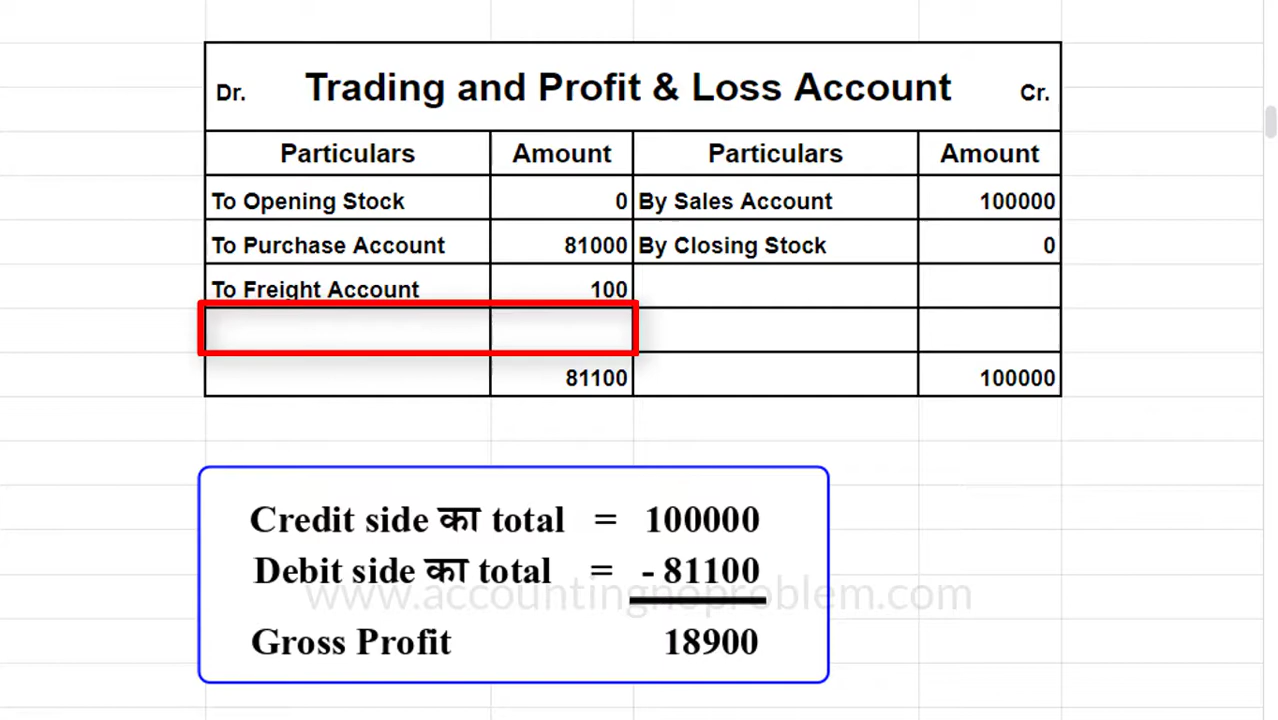 Dr. Trading and Profit & Loss Account Cr.
Particulars Amount Particulars Amount
To Opening Stock 0 By Sales Account 100000
To Purchase Account 81000 By Closing Stock 0
To Freight Account 100
81100 100000
Credit side का total = 100000
Debit side का total = - 81100
www.accountingnoproblem.com
Gross Profit 18900